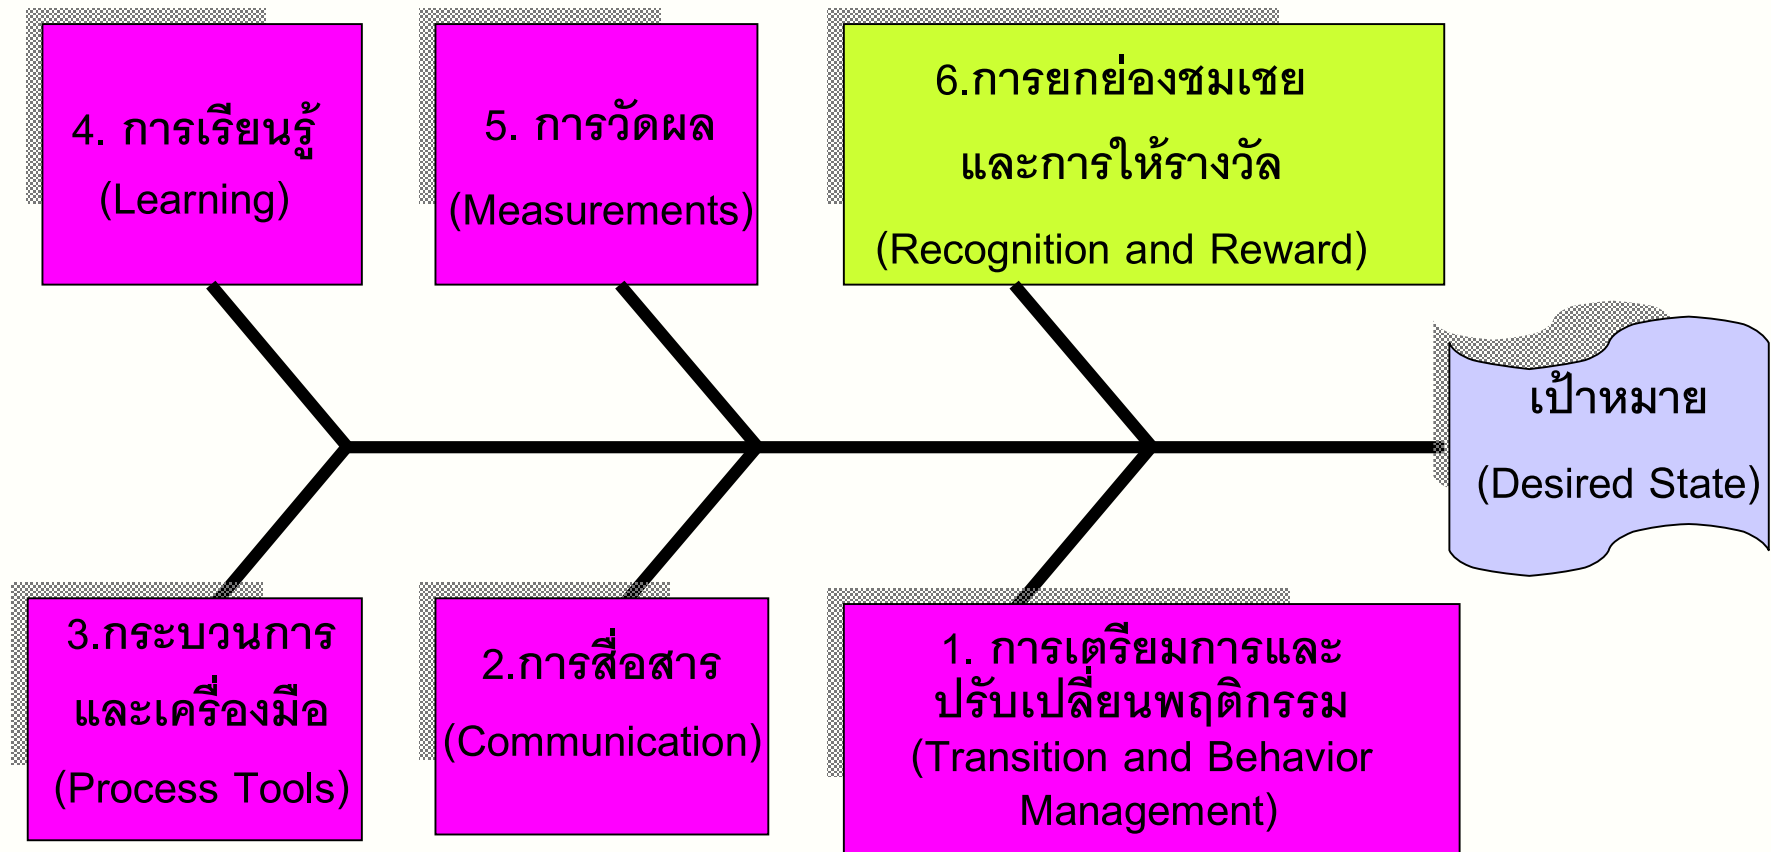 4. การเรียนรู้
(Learning)
5. การวัดผล
(Measurements)
6.การยกย่องชมเชย
และการให้รางวัล
(Recognition and Reward)
เป้าหมาย
(Desired State)
3.กระบวนการ
และเครื่องมือ
(Process Tools)
2.การสื่อสาร
(Communication)
1. การเตรียมการและ
ปรับเปลี่ยนพฤติกรรม
(Transition and Behavior
Management)